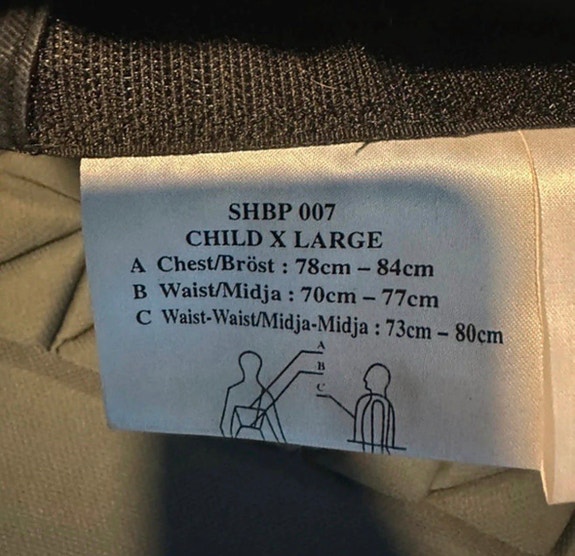 SHBP 007
CHILD X LARGE
A Chest/Bröst : 78cm – 84cm
B Waist/Midja : 70cm – 77cm
C Waist-Waist/Midja-Midja : 73cm – 80cm
A
B
C